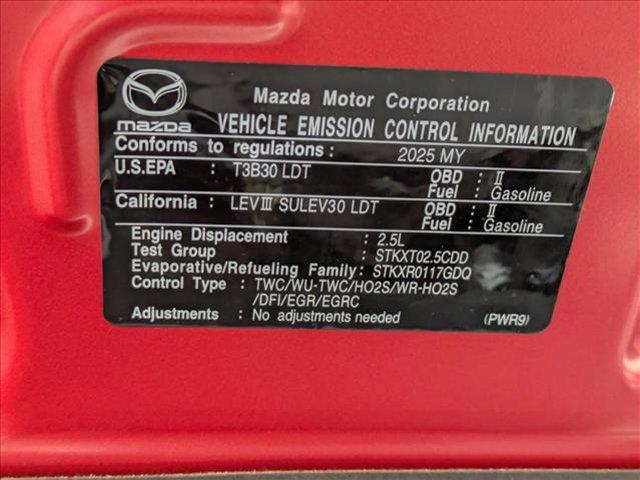 Mazda Motor Corporation
mazda VEHICLE EMISSION CONTROL INFORMATION
Conforms to regulations : 2025 MY
U.S.EPA : T3B30 LDT OBD : II
Fuel : Gasoline
California : LEVIII SULEV30 LDT OBD : II
Fuel : Gasoline
Engine Displacement : 2.5L
Test Group : STKXT02.5CDD
Evaporative/Refueling Family: STKXR0117GDQ
Control Type : TWC/WU-TWC/HO2S/WR-HO2S
/DFI/EGR/EGRC
Adjustments : No adjustments needed (PWR9)